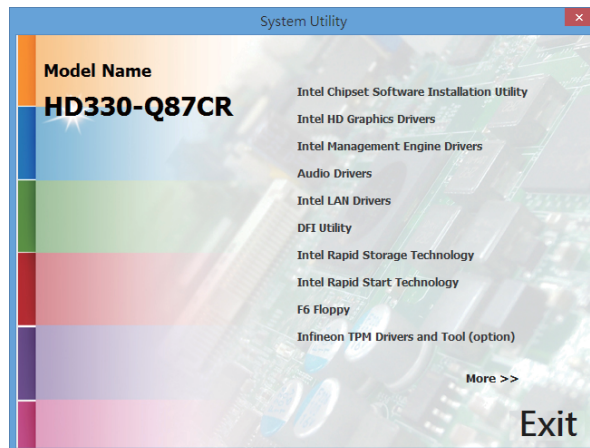 System Utility
Model Name
HD330-Q87CR
Intel Chipset Software Installation Utility
Intel HD Graphics Drivers
Intel Management Engine Drivers
Audio Drivers
Intel LAN Drivers
DFI Utility
Intel Rapid Storage Technology
Intel Rapid Start Technology
F6 Floppy
Infineon TPM Drivers and Tool (option)
More >>
Exit